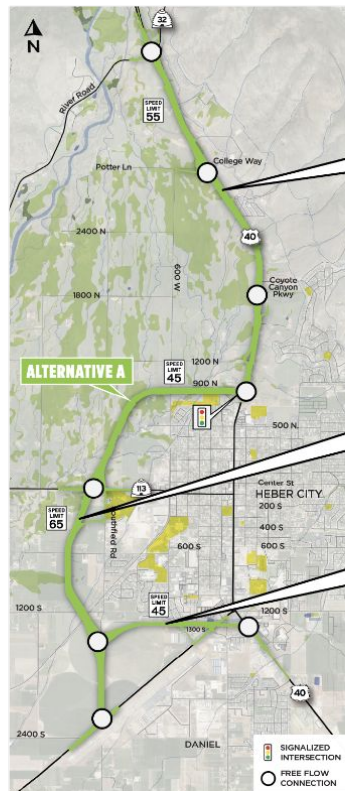 32
N
River Road
SPEED
LIMIT
55
Potter Ln
College Way
2400 N
40
600 W
Coyote
Canyon
Pkwy
1800 N
1200 N
SPEED
LIMIT
45
900 N
ALTERNATIVE A
500 N
113
Center St
HEBER CITY
200 S
SPEED
LIMIT
65
Southfield Rd
400 S
600 S
600 S
1200 S
SPEED
LIMIT
45
1200 S
1300 S
40
2400 S
DANIEL
SIGNALIZED
INTERSECTION
FREE FLOW
CONNECTION